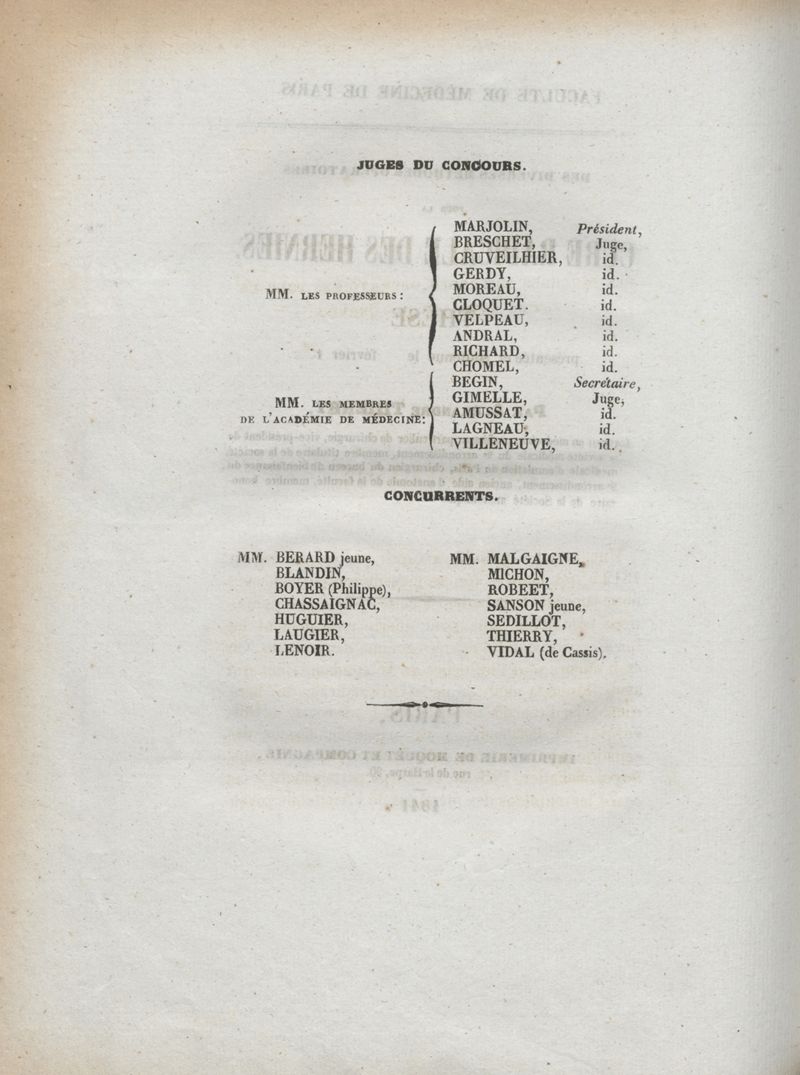 JUGES DU CONCOURS.
MM. LES PROFESSEURS :
MARJOLIN, Président,
BRESCHET, Juge,
CRUVEILHIER, id.
GERDY, id.
MOREAU, id.
CLOQUET. id.
VELPEAU, id.
ANDRAL, id.
RICHARD, id.
CHOMEL, id.
MM. LES MEMBRES
DE L'ACADÉMIE DE MÉDECINE:
BEGIN, Secrétaire,
GIMELLE, Juge,
AMUSSAT, id.
LAGNEAU, id.
VILLENEUVE, id.
CONCURRENTS.
MM. BERARD jeune,
BLANDIN,
BOYER (Philippe),
CHASSAIGNAC,
HUGUIER,
LAUGIER,
LENOIR.
MM. MALGAIGNE,
MICHON,
ROBEET,
SANSON jeune,
SEDILLOT,
THIERRY,
VIDAL (de Cassis).